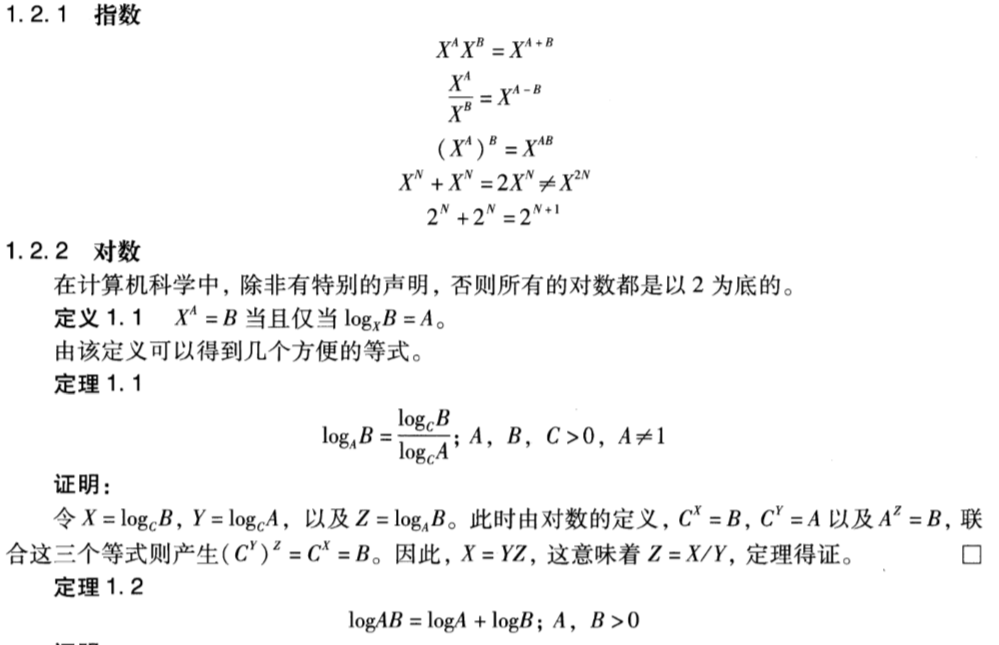 1.2.1 指数
X^A X^B = X^{A+B}
\frac{X^A}{X^B} = X^{A-B}
(X^A)^B = X^{AB}
X^N + X^N = 2X^N ≠ X^{2N}
2^N + 2^N = 2^{N+1}
1.2.2 对数
在计算机科学中，除非有特别的声明，否则所有的对数都是以 2 为底的。
定义 1.1 X^A = B 当且仅当 log_X B = A。
由该定义可以得到几个方便的等式。
定理 1.1
log_A B = \frac{log_C B}{log_C A}; A, B, C > 0, A ≠ 1
证明：
令 X = log_C B, Y = log_C A, 以及 Z = log_A B。此时由对数的定义, C^X = B, C^Y = A 以及 A^Z = B, 联
合这三个等式则产生(C^Y)^Z = C^X = B。因此, X = YZ, 这意味着 Z = X/Y, 定理得证。 □
定理 1.2
logAB = logA + logB; A, B > 0